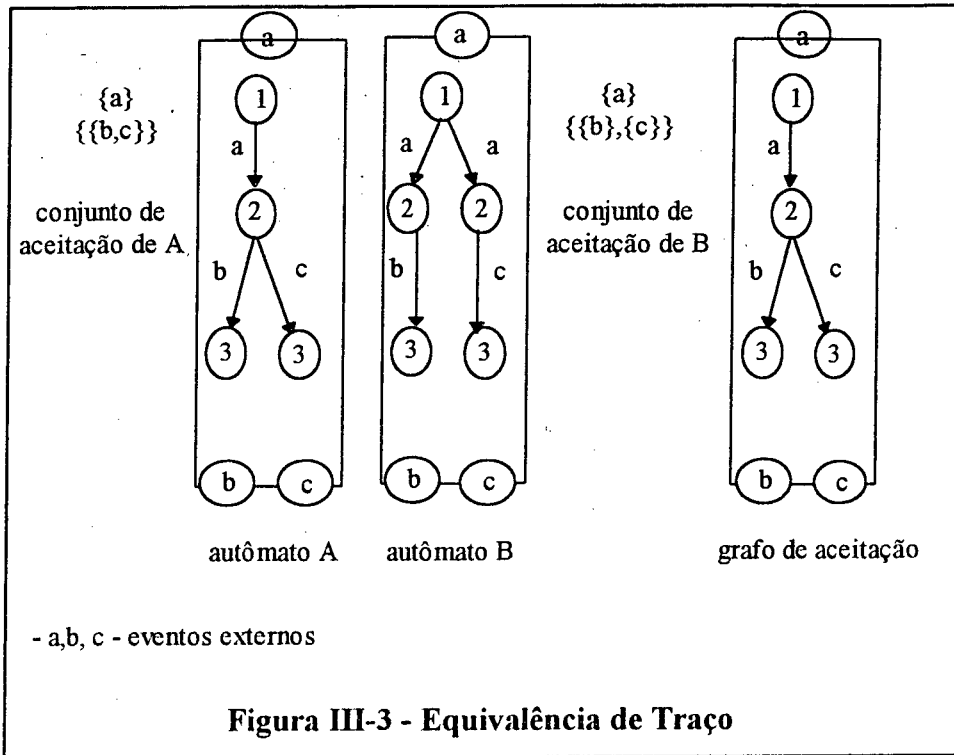 a a a
{a} 1 1 {a} 1
{{b,c}} {{b},{c}}
a a a a
conjunto de 2 2 2 conjunto de 2
aceitação de A aceitação de B
b c b c b c
3 3 3 3 3 3
b c b c b c
autômato A autômato B grafo de aceitação
- a,b, c - eventos externos
Figura III-3 - Equivalência de Traço